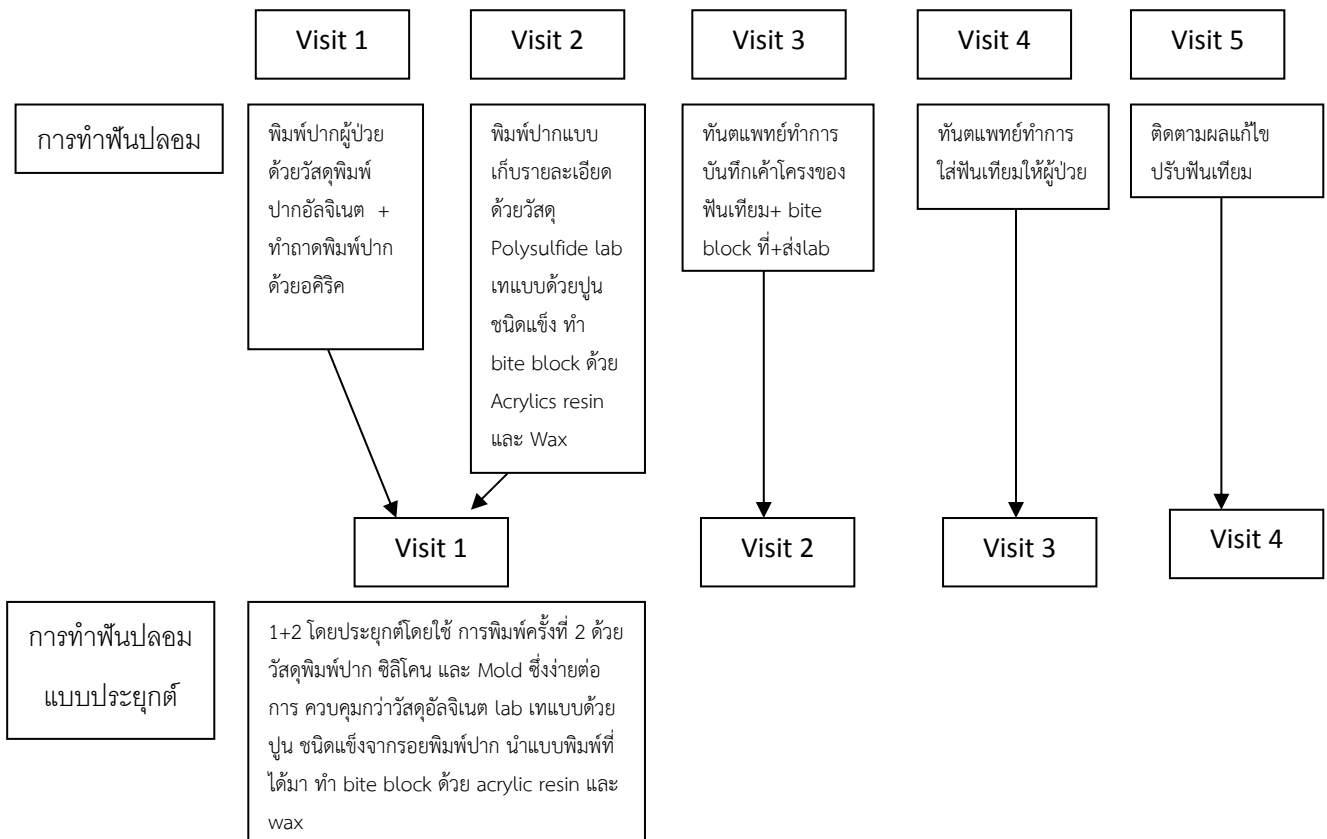 Visit 1
Visit 2
Visit 3
Visit 4
Visit 5
การทำฟันปลอม
พิมพ์ปากผู้ป่วย
ด้วยวัสดุพิมพ์
ปากอัลจิเนต +
ทำถาดพิมพ์ปาก
ด้วยอคิริค
พิมพ์ปากแบบ
เก็บรายละเอียด
ด้วยวัสดุ
Polysulfide lab
เทแบบด้วยปูน
ชนิดแข็ง ทำ
bite block ด้วย
Acrylics resin
และ Wax
ทันตแพทย์ทำการ
บันทึกเค้าโครงของ
ฟันเทียม+ bite
block ที่+ส่งlab
ทันตแพทย์ทำการ
ใส่ฟันเทียมให้ผู้ป่วย
ติดตามผลแก้ไข
ปรับฟันเทียม
Visit 1
Visit 2
Visit 3
Visit 4
การทำฟันปลอม
แบบประยุกต์
1+2 โดยประยุกต์โดยใช้ การพิมพ์ครั้งที่ 2 ด้วย
วัสดุพิมพ์ปาก ซิลิโคน และ Mold ซึ่งง่ายต่อ
การ ควบคุมกว่าวัสดุอัลจิเนต lab เทแบบด้วย
ปูน ชนิดแข็งจากรอยพิมพ์ปาก นำแบบพิมพ์ที่
ได้มา ทำ bite block ด้วย acrylic resin และ
wax